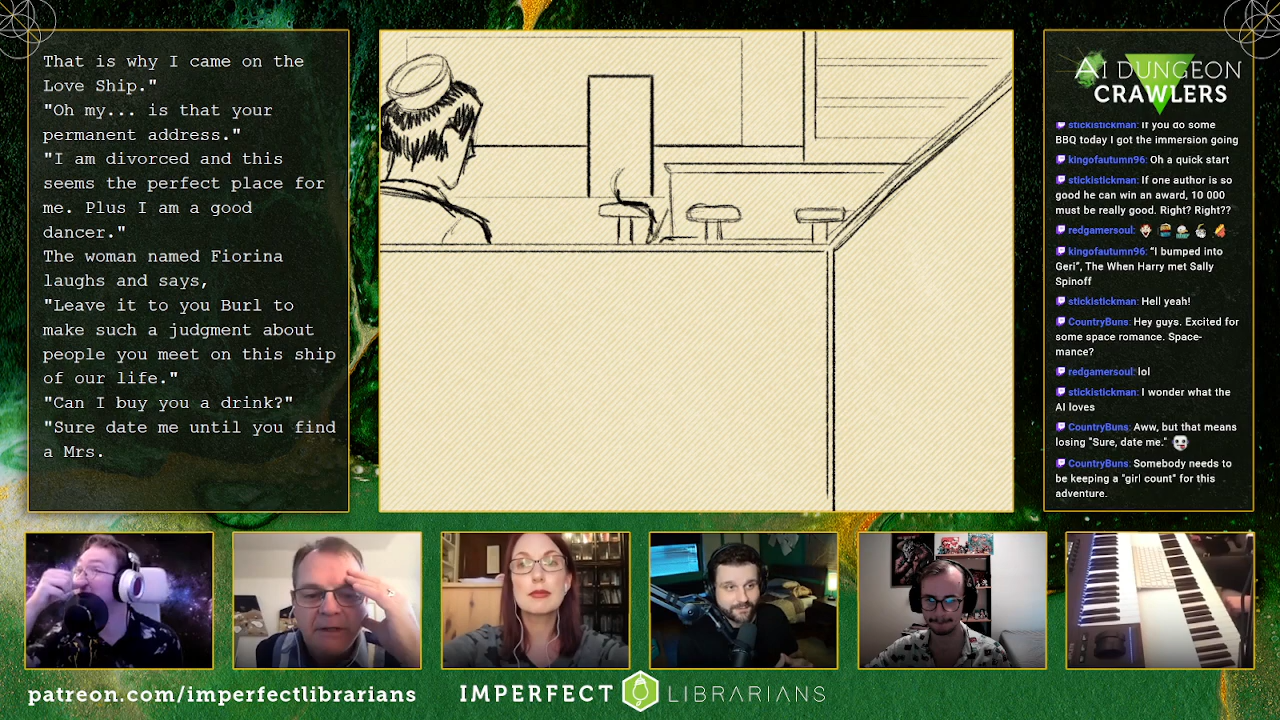 That is why I came on the
Love Ship."
"Oh my... is that your
permanent address."
"I am divorced and this
seems the perfect place for
me. Plus I am a good
dancer."
The woman named Fiorina
laughs and says,
"Leave it to you Burl to
make such a judgment about
people you meet on this ship
of our life."
"Can I buy you a drink?"
"Sure date me until you find
a Mrs.
AI DUNGEON
CRAWLERS
stickistickman: If you do some
BBQ today I got the immersion going
kingofautumn96: Oh a quick start
stickistickman: If one author is so
good he can win an award, 10 000
must be really good. Right? Right??
redgamersoul:
kingofautumn96: “I bumped into
Geri”, The When Harry met Sally
Spinoff
stickistickman: Hell yeah!
CountryBuns: Hey guys. Excited for
some space romance. Space-
mance?
redgamersoul: lol
stickistickman: I wonder what the
AI loves
CountryBuns: Aww, but that means
losing "Sure, date me."
CountryBuns: Somebody needs to
be keeping a "girl count" for this
adventure.
patreon.com/imperfectlibrarians
IMPERFECT LIBRARIANS